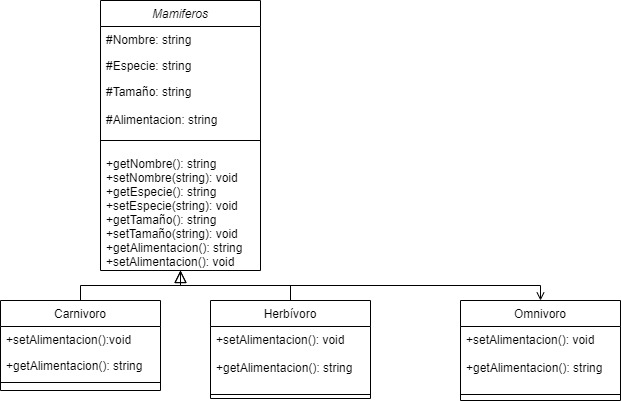 Mamiferos
#Nombre: string
#Especie: string
#Tamaño: string
#Alimentacion: string
+getNombre(): string
+setNombre(string): void
+getEspecie(): string
+setEspecie(string): void
+getTamaño(): string
+setTamaño(string): void
+getAlimentacion(): string
+setAlimentacion(): void
Carnivoro
+setAlimentacion():void
+getAlimentacion(): string
Herbívoro
+setAlimentacion(): void
+getAlimentacion(): string
Omnivoro
+setAlimentacion(): void
+getAlimentacion(): string